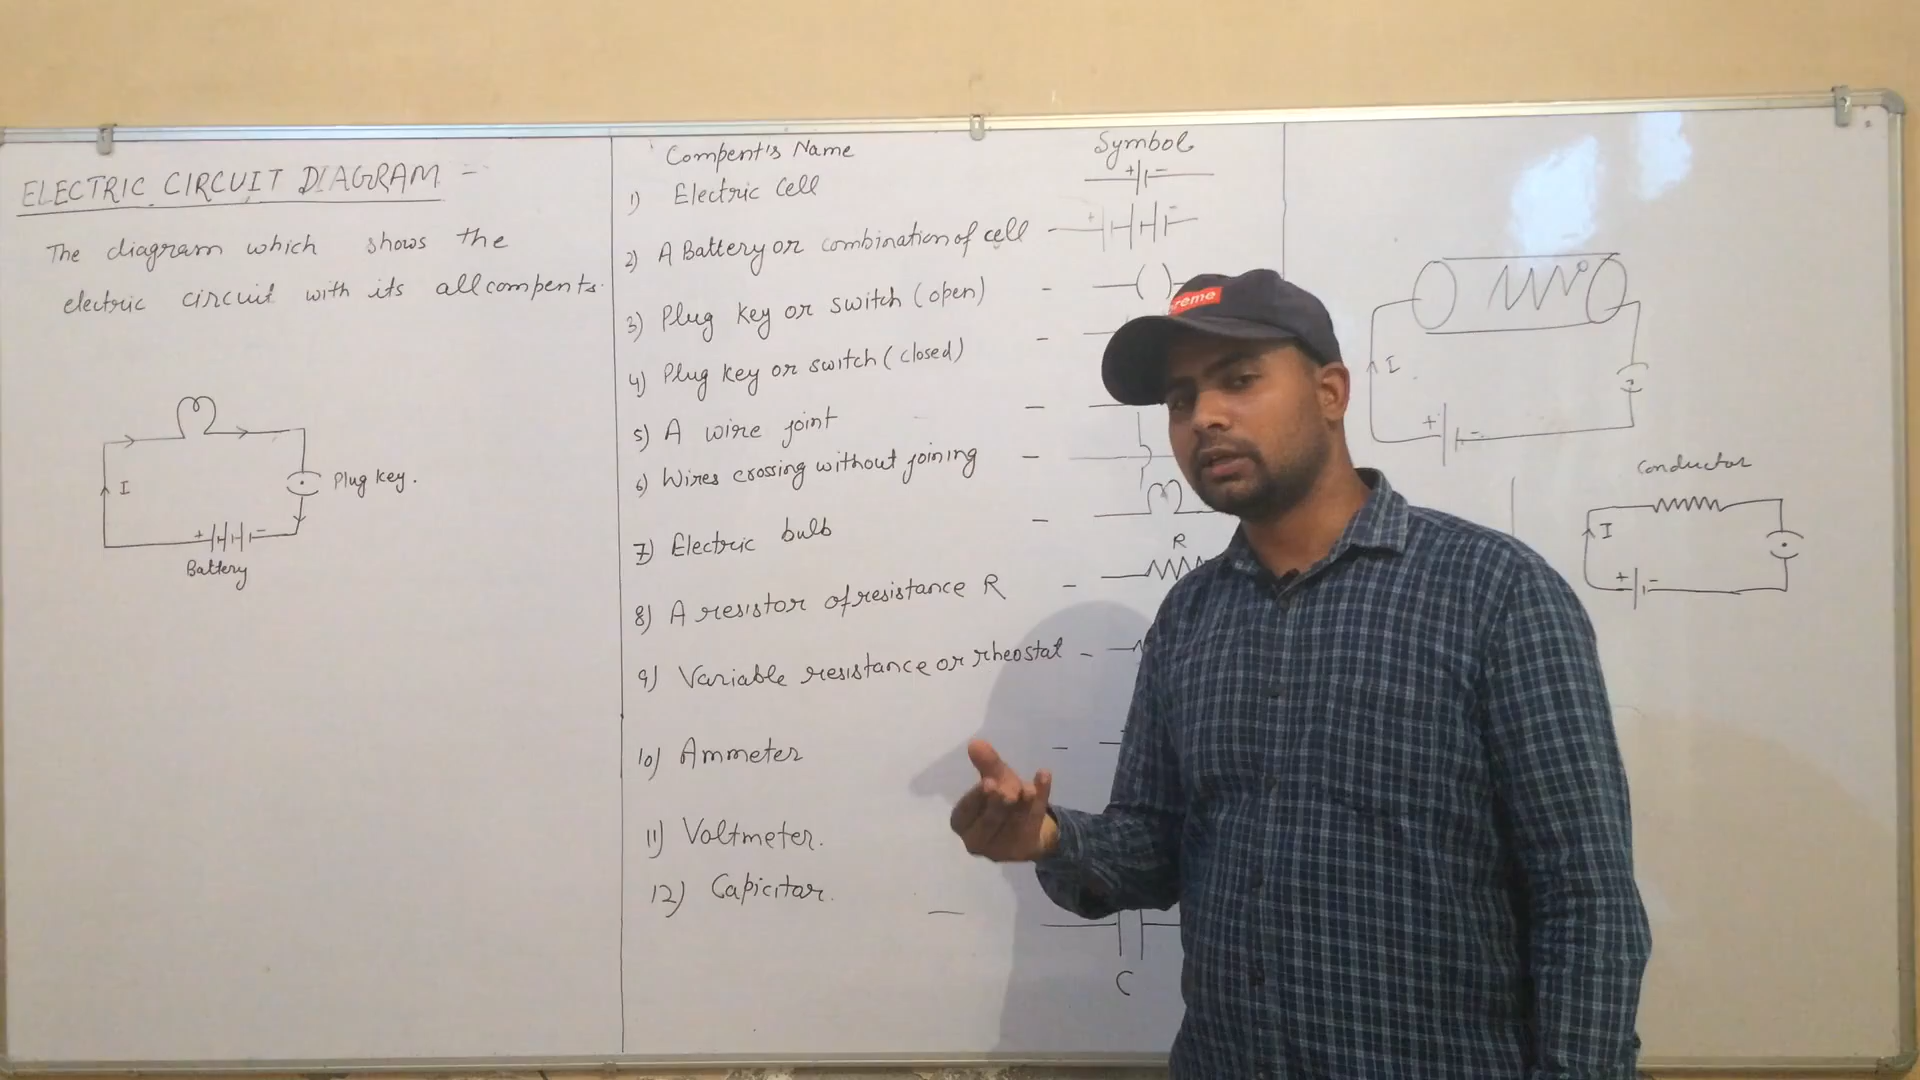 ELECTRIC CIRCUIT DIAGRAM =
The diagram which shows the
electric circuit with its all compents.
I
Plug key.
+ -
Battery
Compent's Name
Symbol
1) Electric cell
+ -
2) A Battery or combination of cell -
+ -
3) Plug key or switch (open) -
4) Plug key or switch (closed) -
5) A wire joint -
6) Wires crossing without joining -
7) Electric bulb -
8) A resistor of resistance R -
R
9) Variable resistance or rheostat -
10) Ammeter -
11) Voltmeter.
12) Capicitar. -
C
reme
I
+ -
Conductor
I
+ -